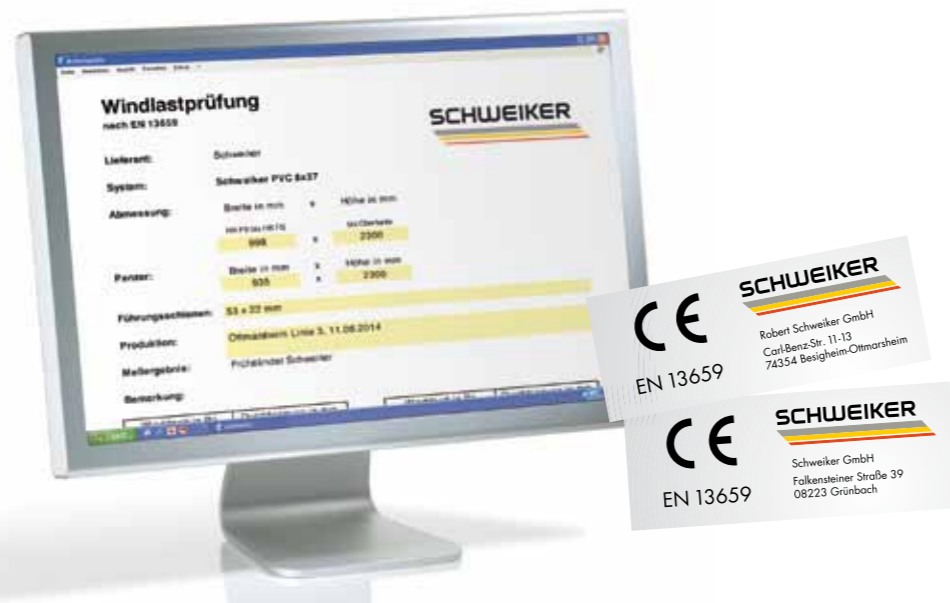 Windlastprüfung
nach EN 13659
SCHWEIKER
Lieferant: Schweiker
System: Schweiker PVC 8x37
Abmessung: Breite in mm x Höhe in mm
998 x 2300
Panzer: Breite in mm x Höhe in mm
935 x 2300
Führungsschienen: 53 x 22 mm
Produktion: Ottmarsheim Linie 3, 11.08.2014
Meßergebnis: Prüfständer Schweiker
Bemerkung:
CE
EN 13659
SCHWEIKER
Robert Schweiker GmbH
Carl-Benz-Str. 11-13
74354 Besigheim-Ottmarsheim
CE
EN 13659
SCHWEIKER
Schweiker GmbH
Falkensteiner Straße 39
08223 Grünbach